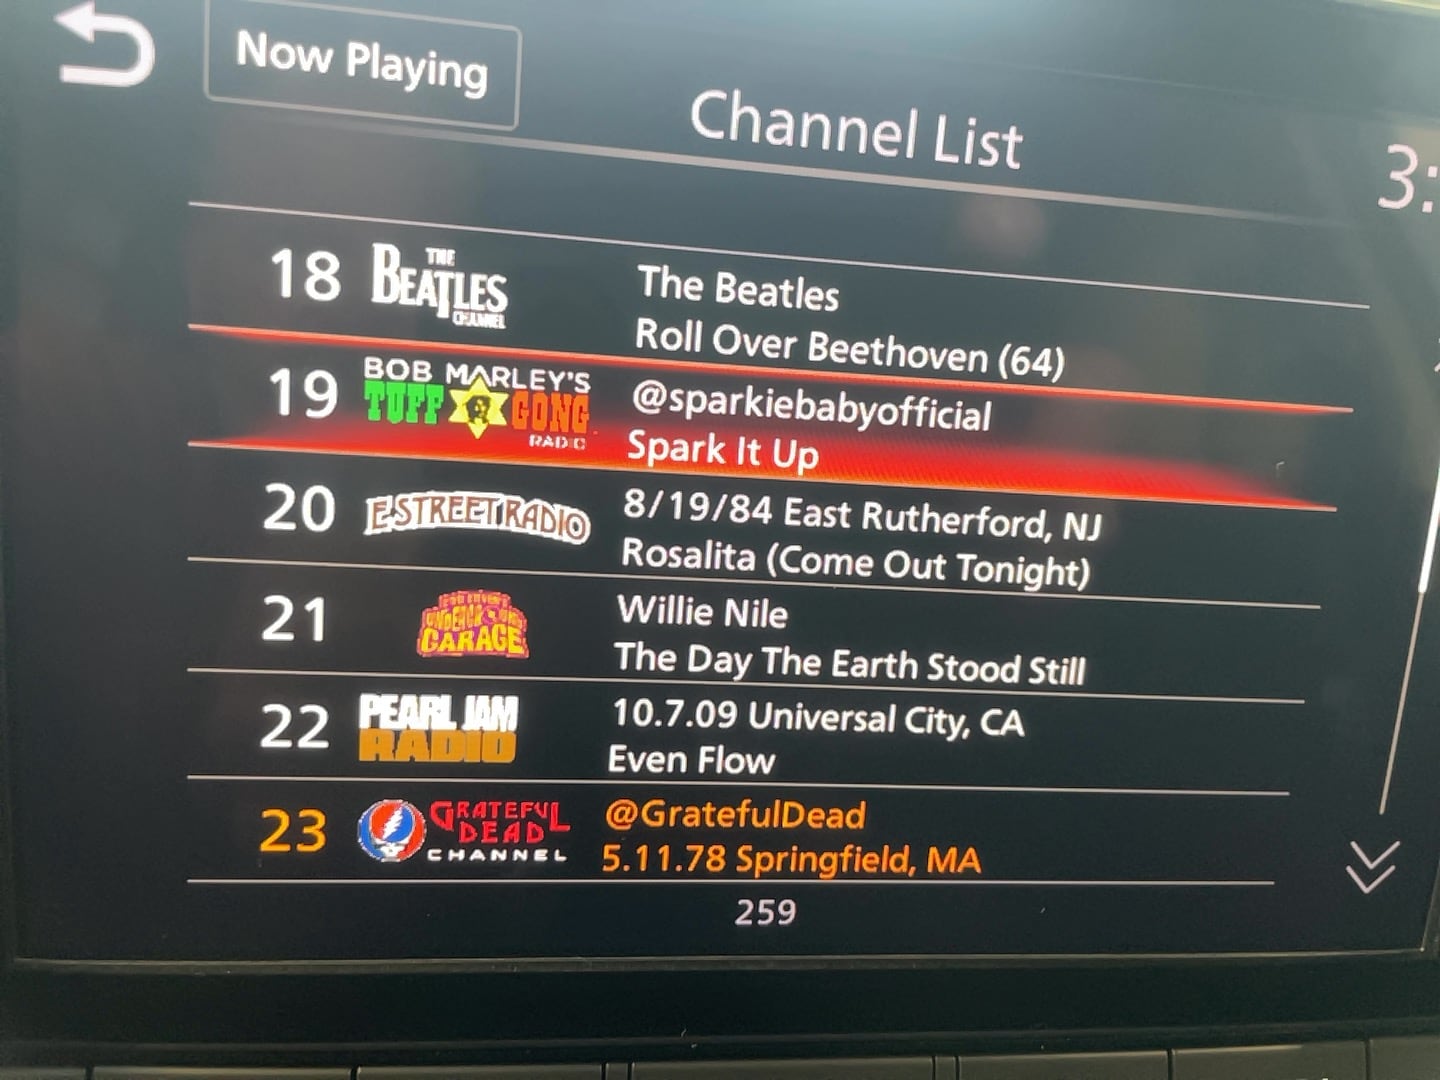 Now Playing
Channel List
3:
18
THE
BEATLES
CHANNEL
The Beatles
Roll Over Beethoven (64)
19
BOB MARLEY'S
TUFF GONG
RADIO
@sparkiebabyofficial
Spark It Up
20
E STREET RADIO
8/19/84 East Rutherford, NJ
Rosalita (Come Out Tonight)
21
UNDERGROUND
GARAGE
Willie Nile
The Day The Earth Stood Still
22
PEARL JAM
RADIO
10.7.09 Universal City, CA
Even Flow
23
GRATEFUL
DEAD
CHANNEL
@GratefulDead
5.11.78 Springfield, MA
259